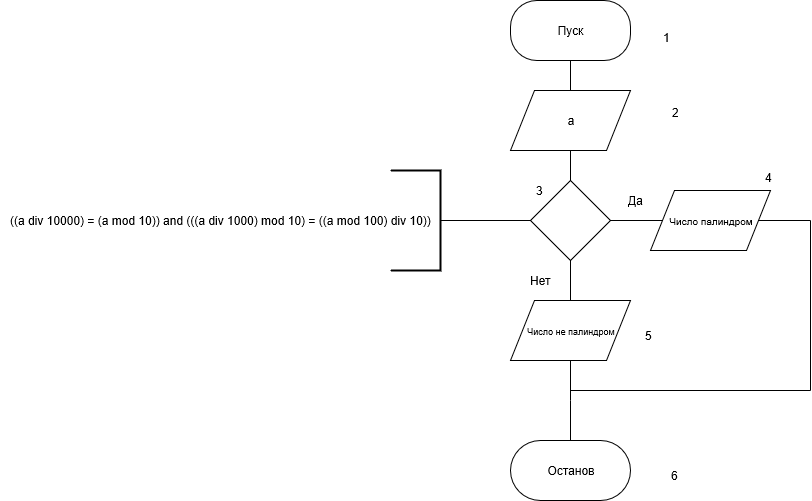 Пуск
1
2
а
3
4
Да
((a div 10000) = (a mod 10)) and (((a div 1000) mod 10) = ((a mod 100) div 10))
Число палиндром
Нет
Число не палиндром
5
Останов
6